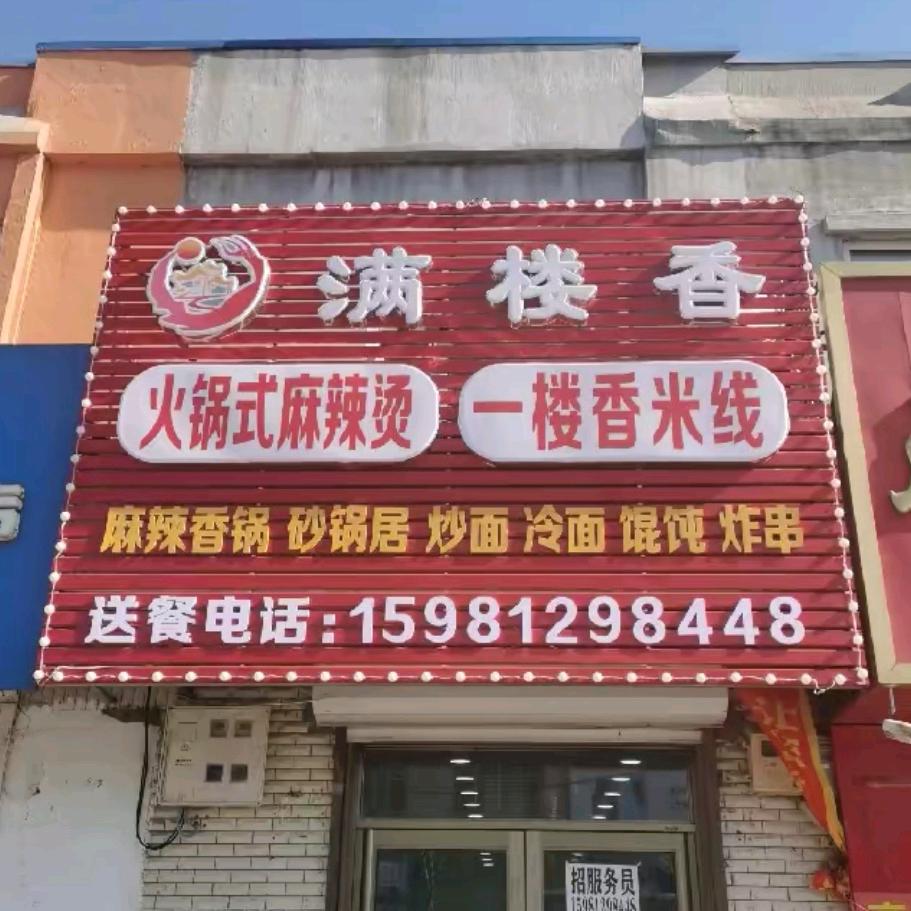 满楼香
火锅式麻辣烫 一楼香米线
麻辣香锅 砂锅居 炒面 冷面 馄饨 炸串
送餐电话:15981298448
招服务员
15981298448